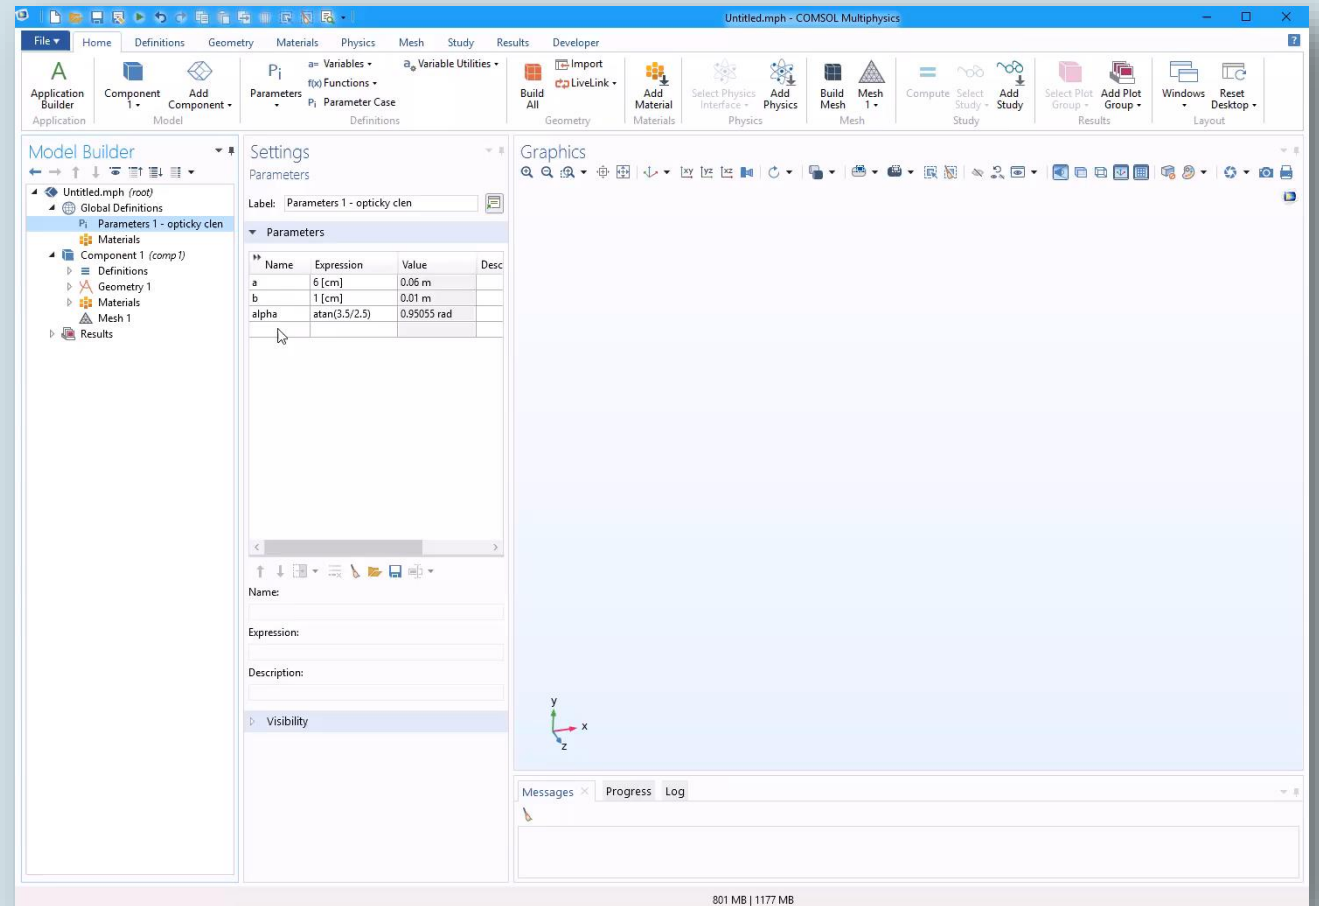 Untitled.mph - COMSOL Multiphysics
File Home Definitions Geometry Materials Physics Mesh Study Results Developer
A
Application Builder
Application
Component 1
Add Component
Model
Pi
Parameters
a= Variables
f(x) Functions
Pi Parameter Case
a= Variable Utilities
Definitions
Build All
Import
LiveLink
Geometry
Add Material
Materials
Select Physics Interface
Add Physics
Physics
Build Mesh
Mesh 1
Mesh
Compute
Select Study
Add Study
Study
Select Plot Group
Add Plot Group
Results
Windows
Reset Desktop
Layout
Model Builder
Untitled.mph (root)
Global Definitions
Pi Parameters 1 - opticky clen
Materials
Component 1 (comp1)
Definitions
Geometry 1
Materials
Mesh 1
Results
Settings
Parameters
Label: Parameters 1 - opticky clen
Parameters
Name Expression Value Desc
a 6 [cm] 0.06 m
b 1 [cm] 0.01 m
alpha atan(3.5/2.5) 0.95055 rad
Name:
Expression:
Description:
Visibility
Graphics
xy yz xz
y
x
z
Messages Progress Log
801 MB | 1177 MB